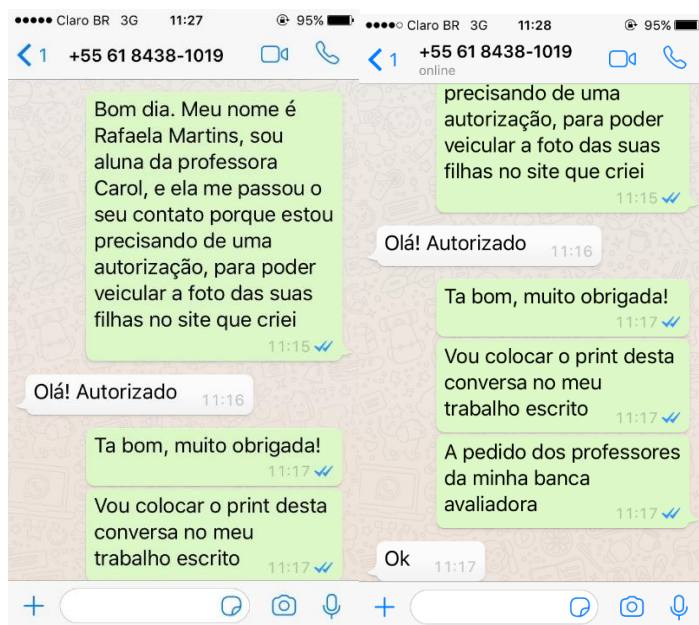 Claro BR 3G 11:27 95%
1 +55 61 8438-1019
Bom dia. Meu nome é
Rafaela Martins, sou
aluna da professora
Carol, e ela me passou o
seu contato porque estou
precisando de uma
autorização, para poder
veicular a foto das suas
filhas no site que criei
11:15
Olá! Autorizado 11:16
Ta bom, muito obrigada!
11:17
Vou colocar o print desta
conversa no meu
trabalho escrito 11:17
Claro BR 3G 11:28 95%
1 +55 61 8438-1019
online
precisando de uma
autorização, para poder
veicular a foto das suas
filhas no site que criei
11:15
Olá! Autorizado 11:16
Ta bom, muito obrigada!
11:17
Vou colocar o print desta
conversa no meu
trabalho escrito 11:17
A pedido dos professores
da minha banca
avaliadora 11:17
Ok 11:17